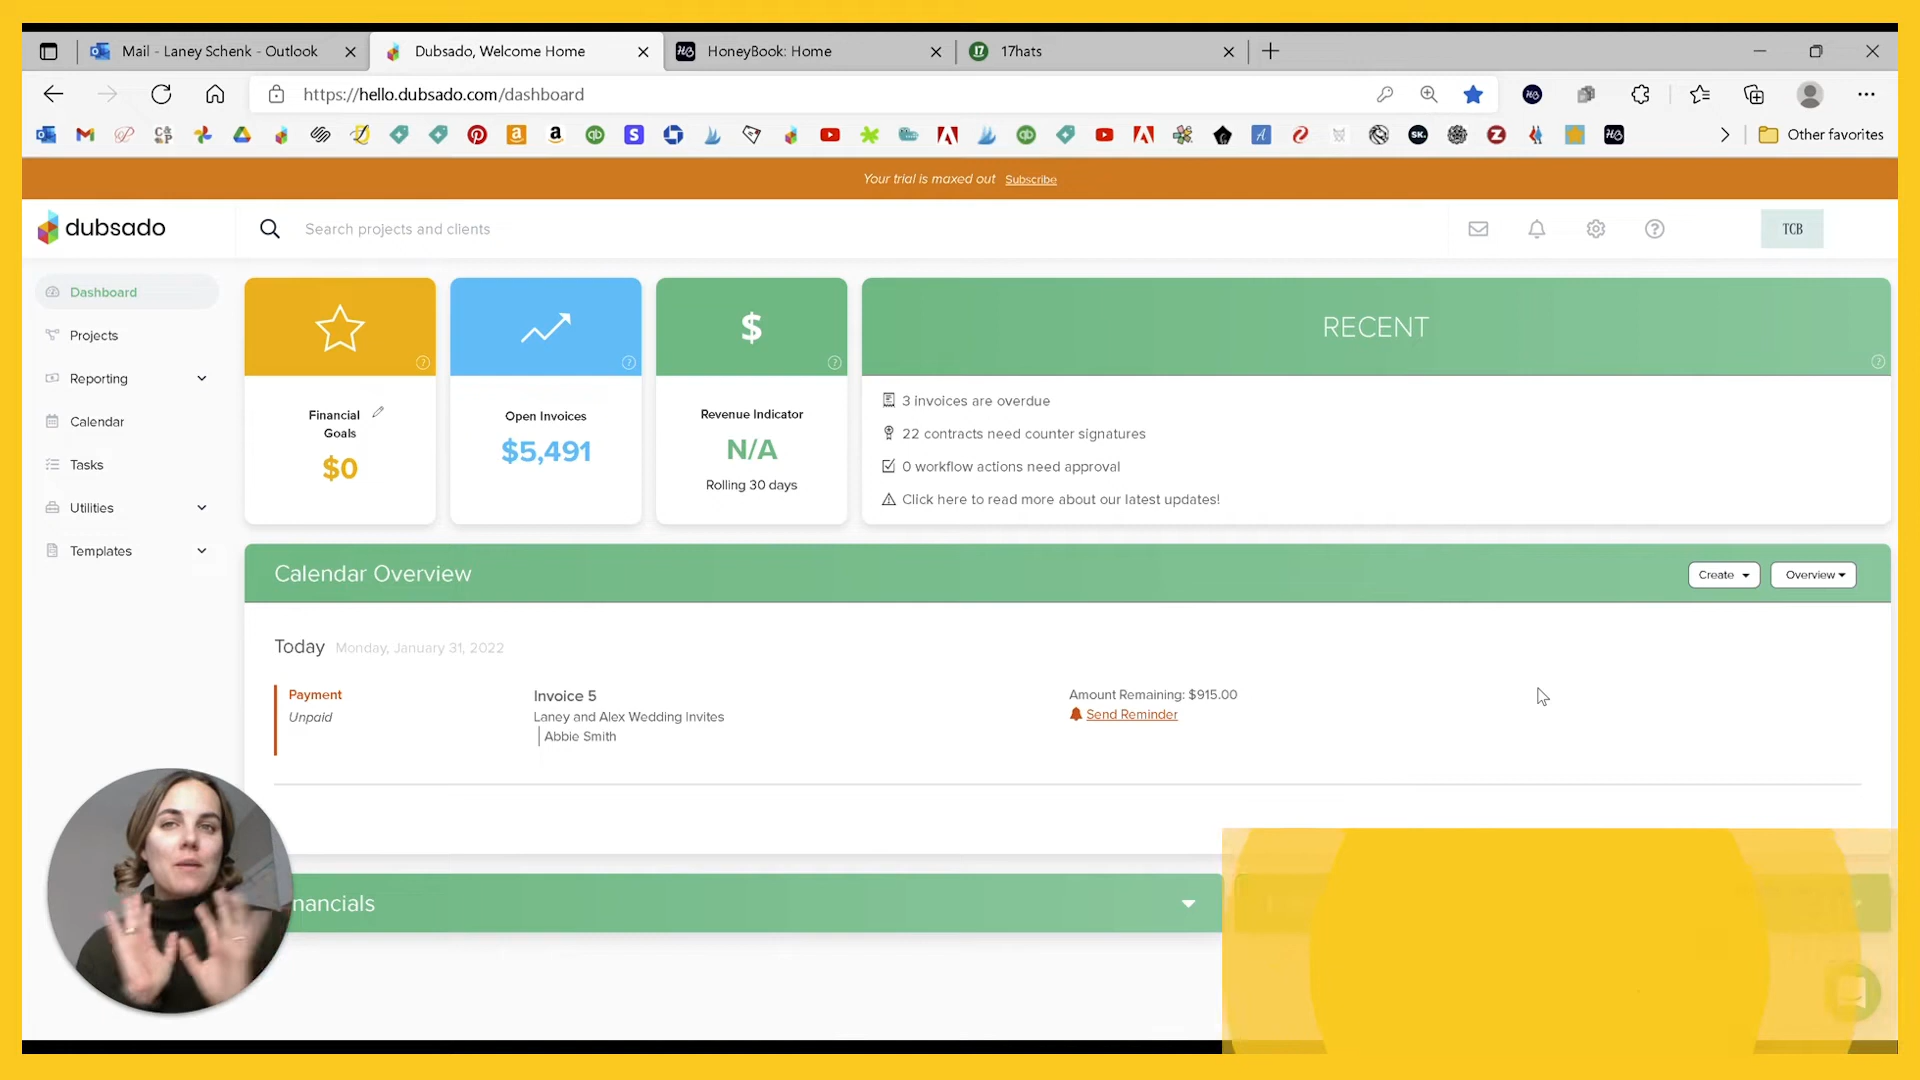 Mail - Laney Schenk - Outlook
Dubsado, Welcome Home
HB
HoneyBook: Home
17
17hats
https://hello.dubsado.com/dashboard
HB
Other favorites
Your trial is maxed out Subscribe
dubsado
Search projects and clients
TCB
Dashboard
Projects
Reporting
Calendar
Tasks
Utilities
Templates
Financial
Goals
$0
Open Invoices
$5,491
$
Revenue Indicator
N/A
Rolling 30 days
RECENT
3 invoices are overdue
22 contracts need counter signatures
0 workflow actions need approval
Click here to read more about our latest updates!
Calendar Overview
Create
Overview
Today Monday, January 31, 2022
Payment
Unpaid
Invoice 5
Laney and Alex Wedding Invites
Abbie Smith
Amount Remaining: $915.00
Send Reminder
nancials